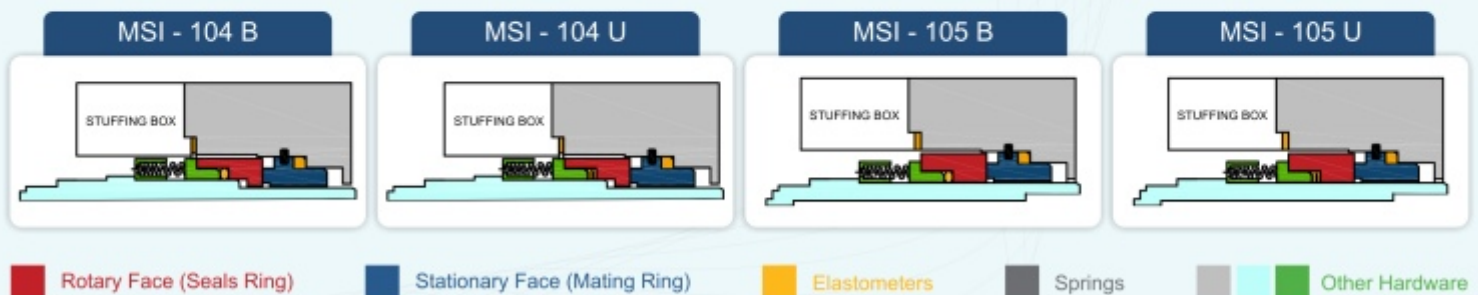 MSI - 104 B
MSI - 104 U
MSI - 105 B
MSI - 105 U
STUFFING BOX
STUFFING BOX
STUFFING BOX
STUFFING BOX
Rotary Face (Seals Ring)
Stationary Face (Mating Ring)
Elastometers
Springs
Other Hardware